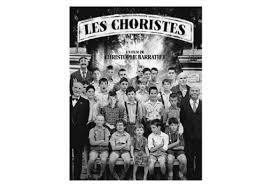 LES CHORISTES
UN FILM DE
CHRISTOPHE BARRATIER